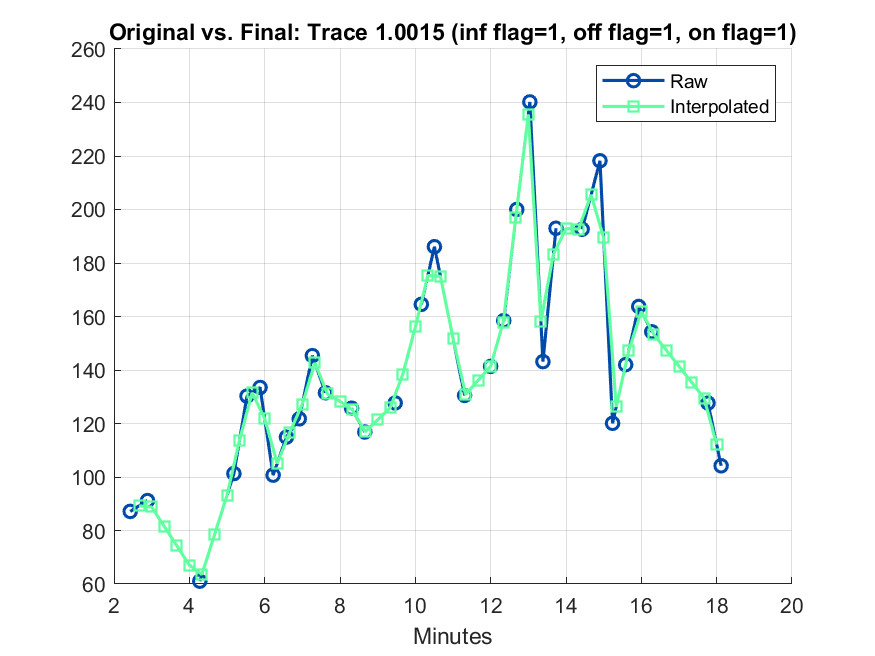 Original vs. Final: Trace 1.0015 (inf flag=1, off flag=1, on flag=1)
260
240
220
200
180
160
140
120
100
80
60
Raw
Interpolated
2 4 6 8 10 12 14 16 18 20
Minutes